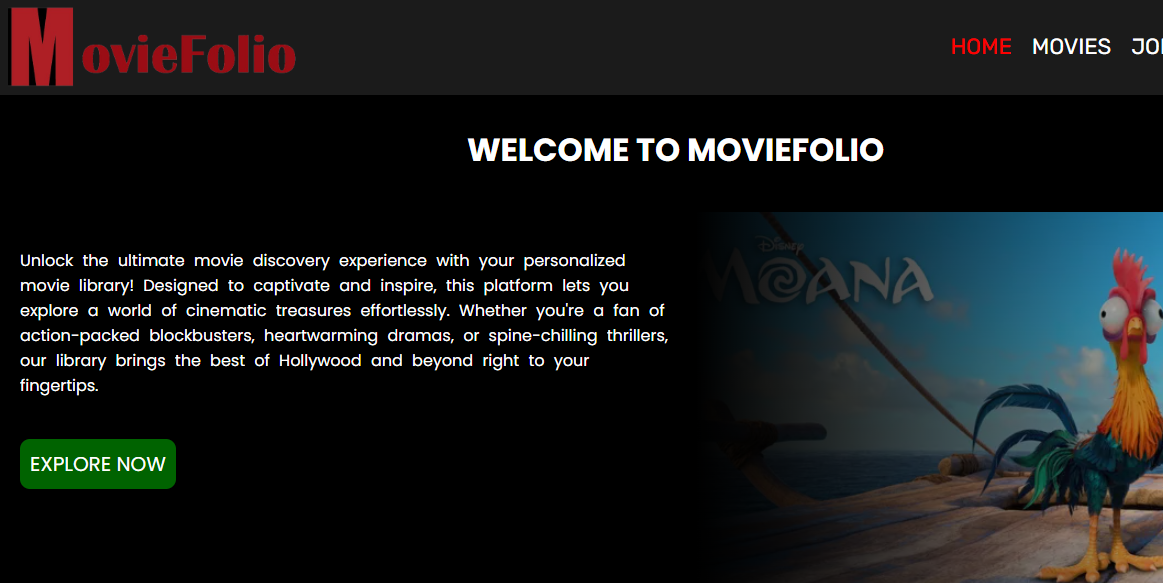 MovieFolio
HOME MOVIES
WELCOME TO MOVIEFOLIO
Disney
MOANA
Unlock the ultimate movie discovery experience with your personalized
movie library! Designed to captivate and inspire, this platform lets you
explore a world of cinematic treasures effortlessly. Whether you're a fan of
action-packed blockbusters, heartwarming dramas, or spine-chilling thrillers,
our library brings the best of Hollywood and beyond right to your
fingertips.
EXPLORE NOW